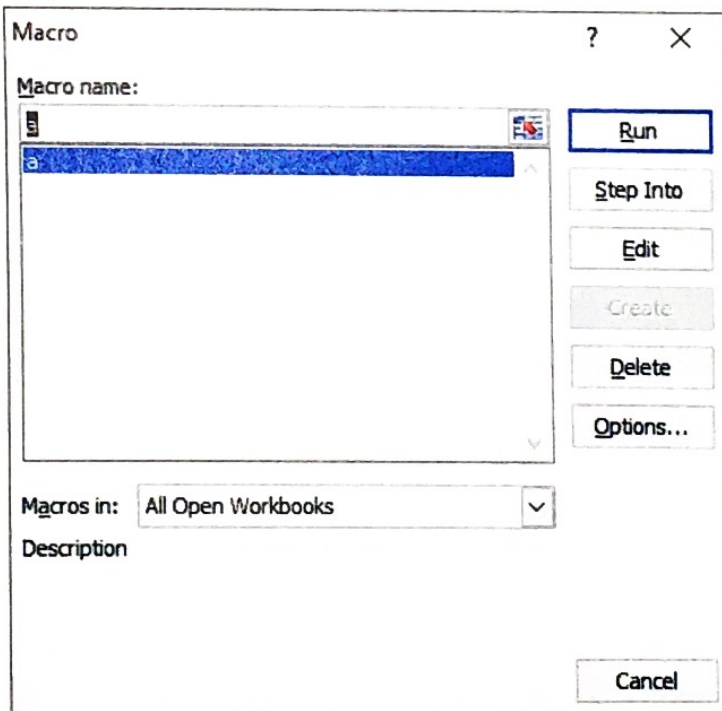 Macro ? X
Macro name:
a
a
Run
Step Into
Edit
Create
Delete
Options...
Macros in: All Open Workbooks
Description
Cancel